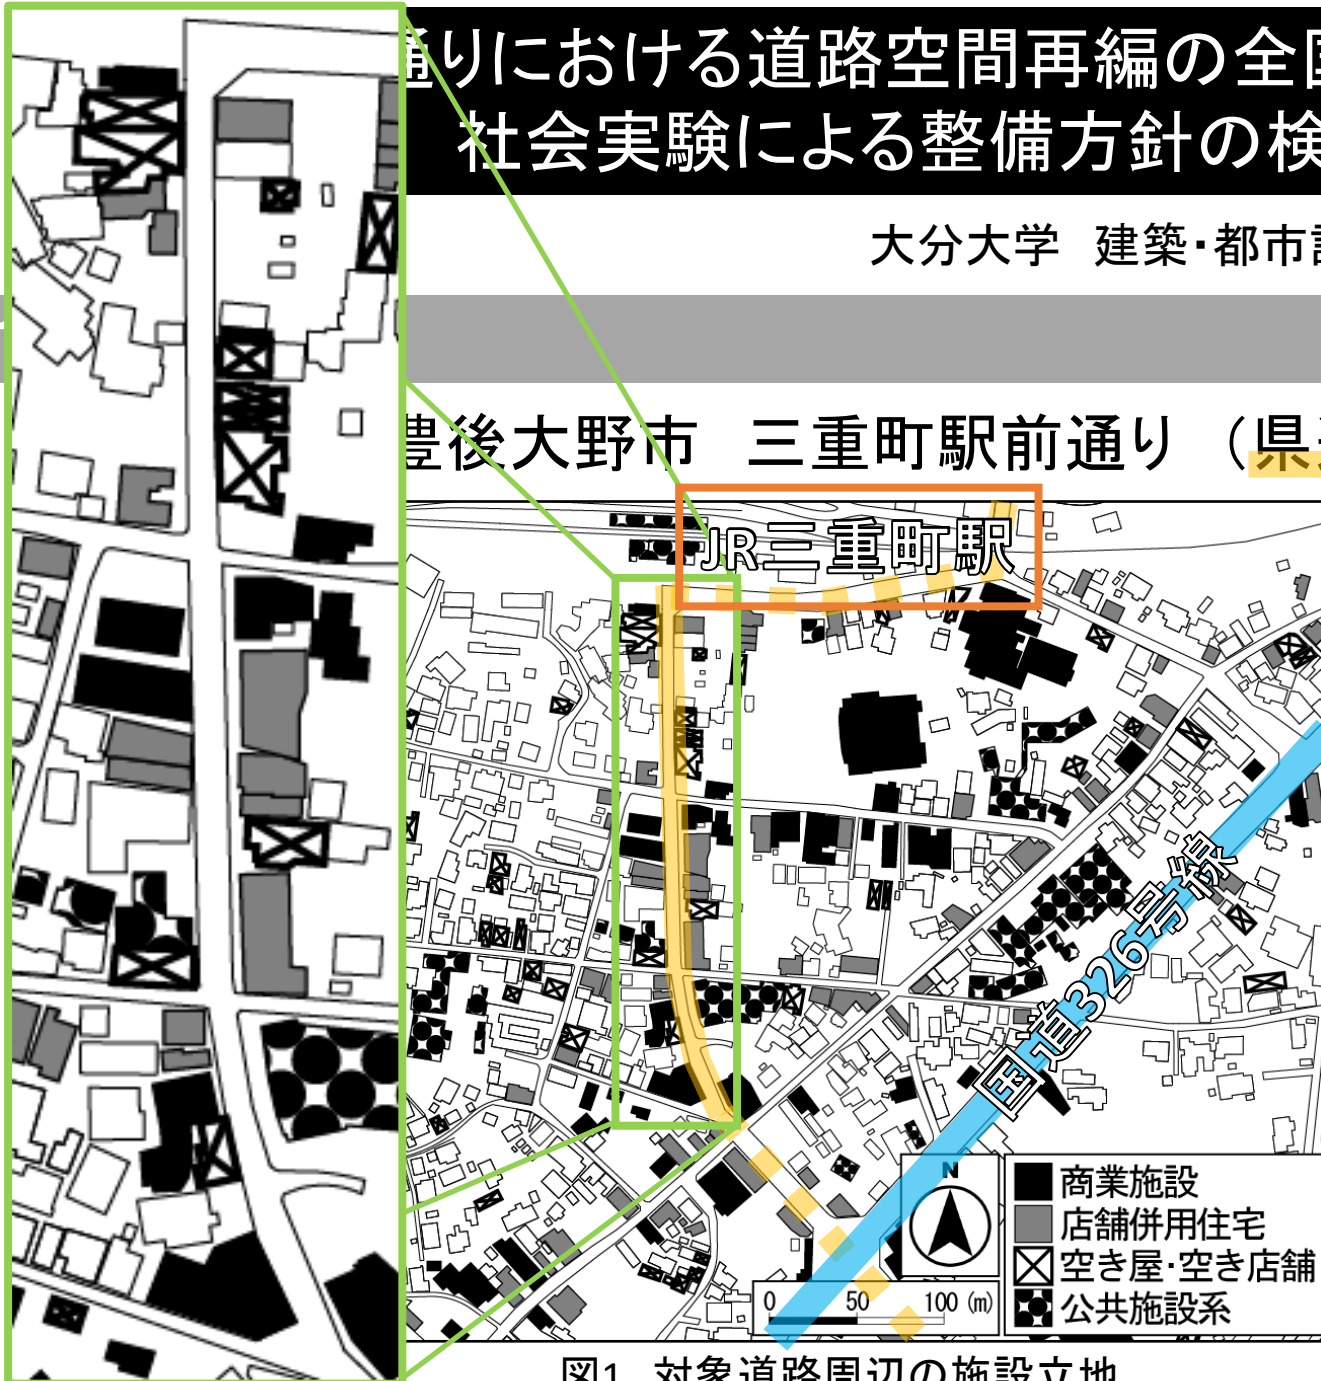 通りにおける道路空間再編の全国
社会実験による整備方針の検
大分大学 建築・都市計
豊後大野市 三重町駅前通り （県道
JR三重町駅
国道326号線
N
0 50 100 (m)
商業施設
店舗併用住宅
空き屋・空き店舗
公共施設系
図1 対象道路周辺の施設立地